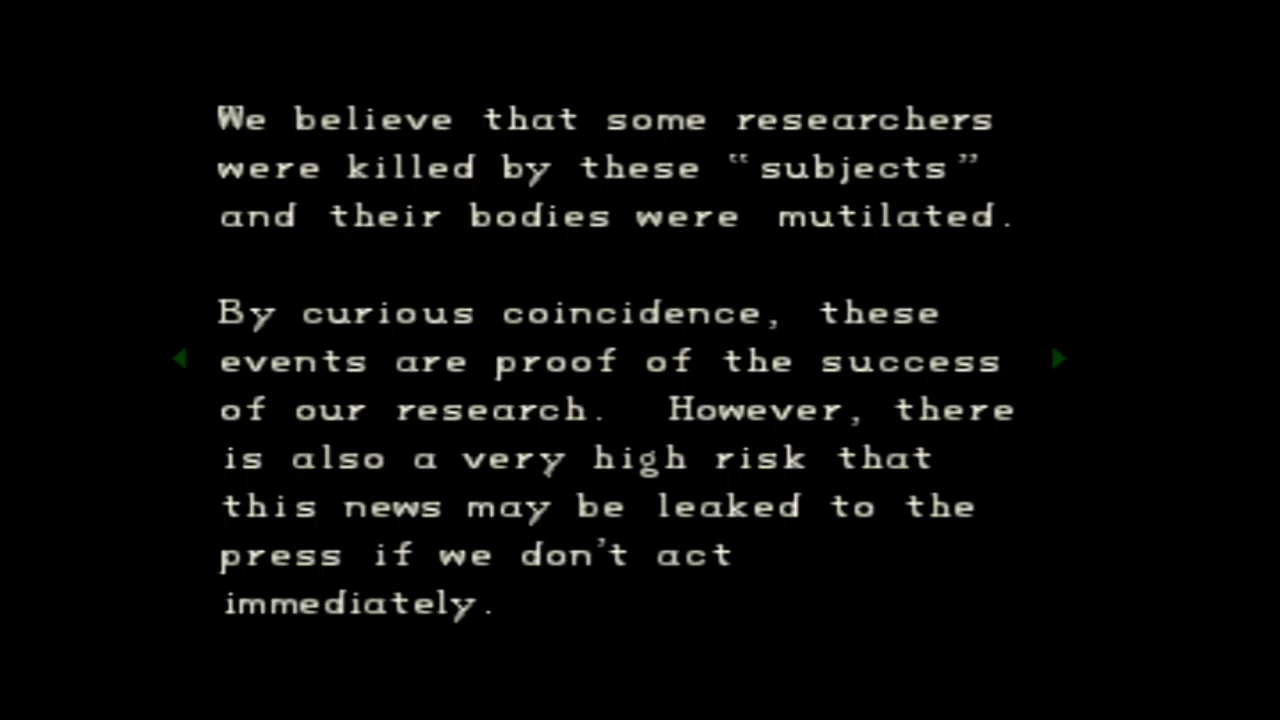 We believe that some researchers
were killed by these “subjects”
and their bodies were mutilated.
By curious coincidence, these
events are proof of the success
of our research. However, there
is also a very high risk that
this news may be leaked to the
press if we don't act
immediately.